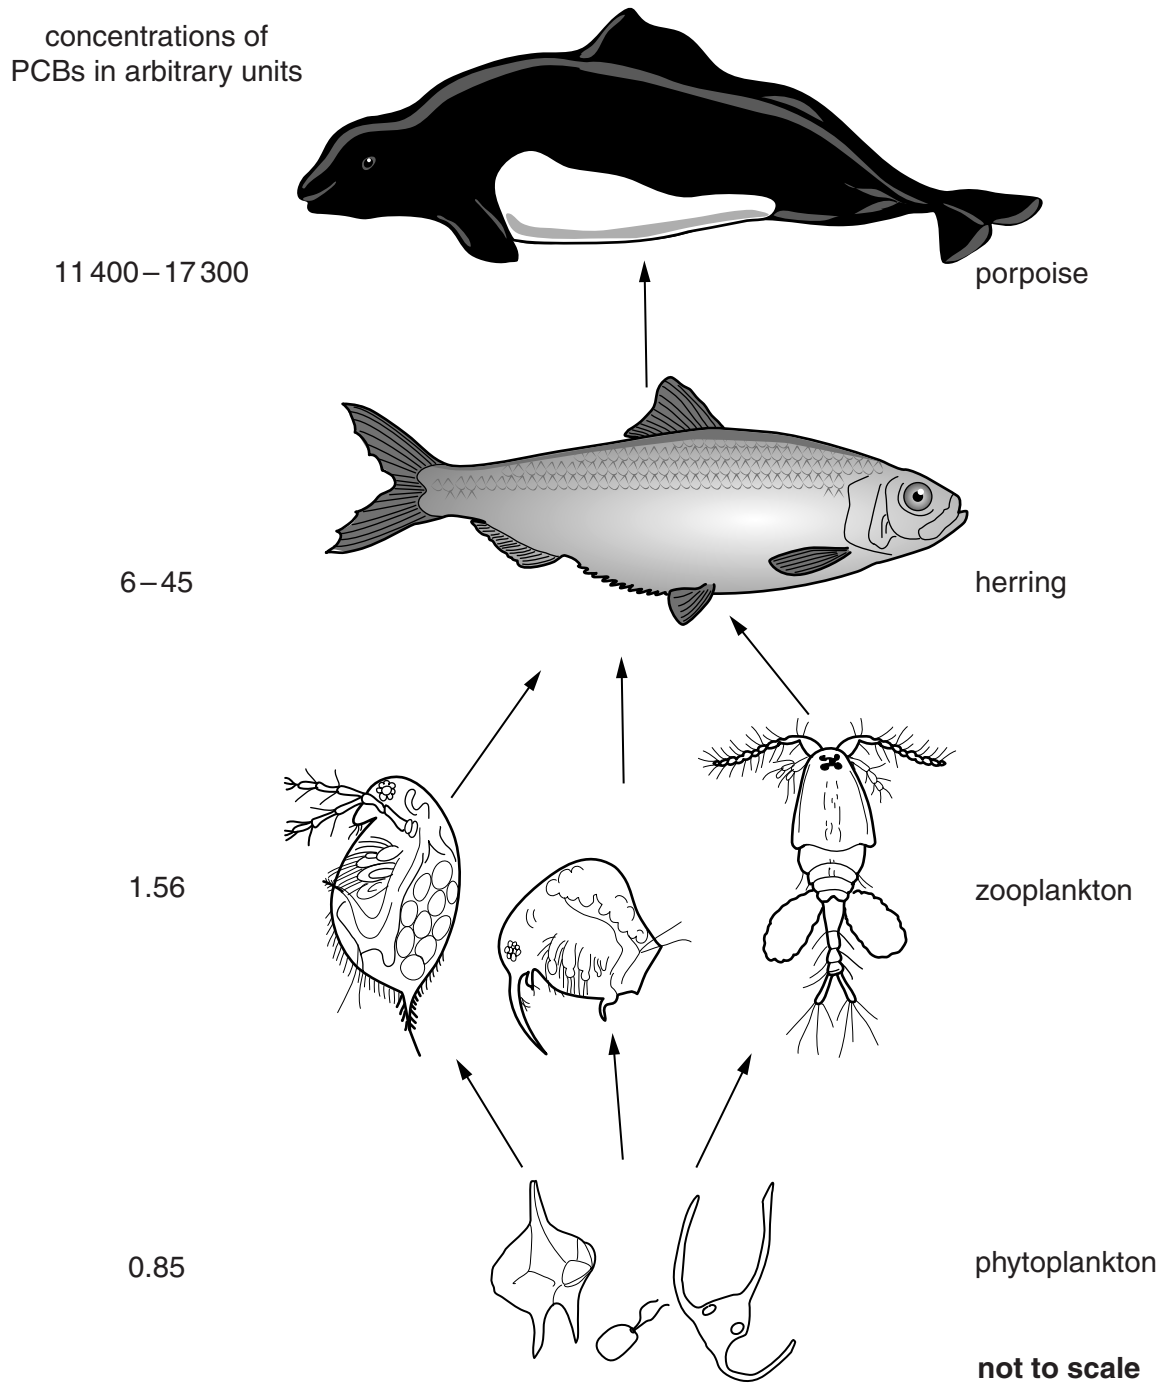 concentrations of
PCBs in arbitrary units
11 400 – 17 300
porpoise
6 – 45
herring
1.56
zooplankton
0.85
phytoplankton
not to scale